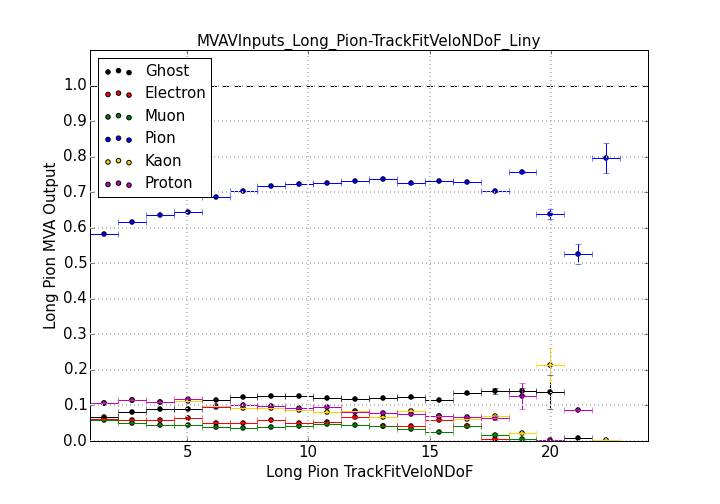 MVAVInputs_Long_Pion-TrackFitVeloNDoF_Liny
Ghost
Electron
Muon
Pion
Kaon
Proton
1.0
0.9
0.8
0.7
0.6
0.5
0.4
0.3
0.2
0.1
0.0
Long Pion MVA Output
5
10
15
20
Long Pion TrackFitVeloNDoF